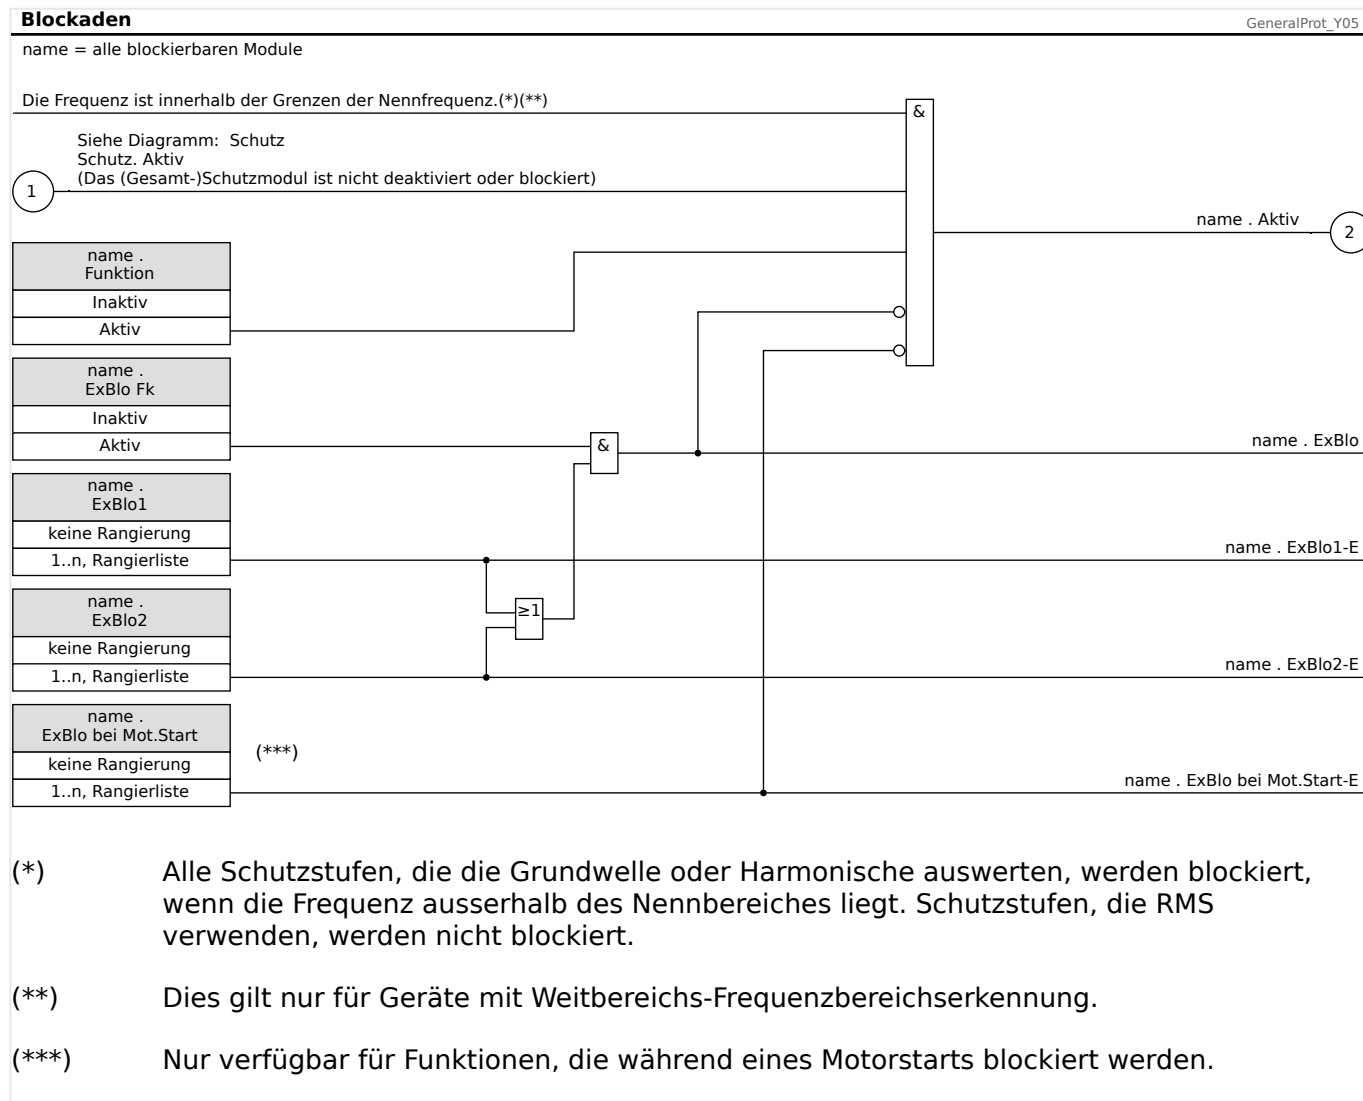 Blockaden
GeneralProt_Y05
name = alle blockierbaren Module
Die Frequenz ist innerhalb der Grenzen der Nennfrequenz.(*)(**)
&
Siehe Diagramm:  Schutz
Schutz. Aktiv
(Das (Gesamt-)Schutzmodul ist nicht deaktiviert oder blockiert)
1
name . Aktiv
2
name .
Funktion
Inaktiv
Aktiv
name .
ExBlo Fk
Inaktiv
Aktiv
&
name . ExBlo
name .
ExBlo1
keine Rangierung
1..n, Rangierliste
name . ExBlo1-E
name .
ExBlo2
≥1
keine Rangierung
1..n, Rangierliste
name . ExBlo2-E
name .
ExBlo bei Mot.Start
(***)
keine Rangierung
1..n, Rangierliste
name . ExBlo bei Mot.Start-E
(*) Alle Schutzstufen, die die Grundwelle oder Harmonische auswerten, werden blockiert,
wenn die Frequenz ausserhalb des Nennbereiches liegt. Schutzstufen, die RMS
verwenden, werden nicht blockiert.
(**) Dies gilt nur für Geräte mit Weitbereichs-Frequenzbereichserkennung.
(***) Nur verfügbar für Funktionen, die während eines Motorstarts blockiert werden.